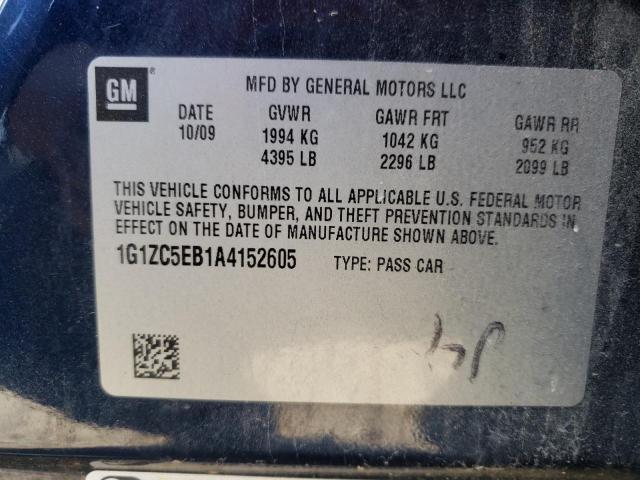 GM®
MFD BY GENERAL MOTORS LLC
DATE GVWR GAWR FRT GAWR RR
10/09 1994 KG 1042 KG 952 KG
4395 LB 2296 LB 2099 LB
THIS VEHICLE CONFORMS TO ALL APPLICABLE U.S. FEDERAL MOTOR
VEHICLE SAFETY, BUMPER, AND THEFT PREVENTION STANDARDS IN
EFFECT ON THE DATE OF MANUFACTURE SHOWN ABOVE.
1G1ZC5EB1A4152605 TYPE: PASS CAR